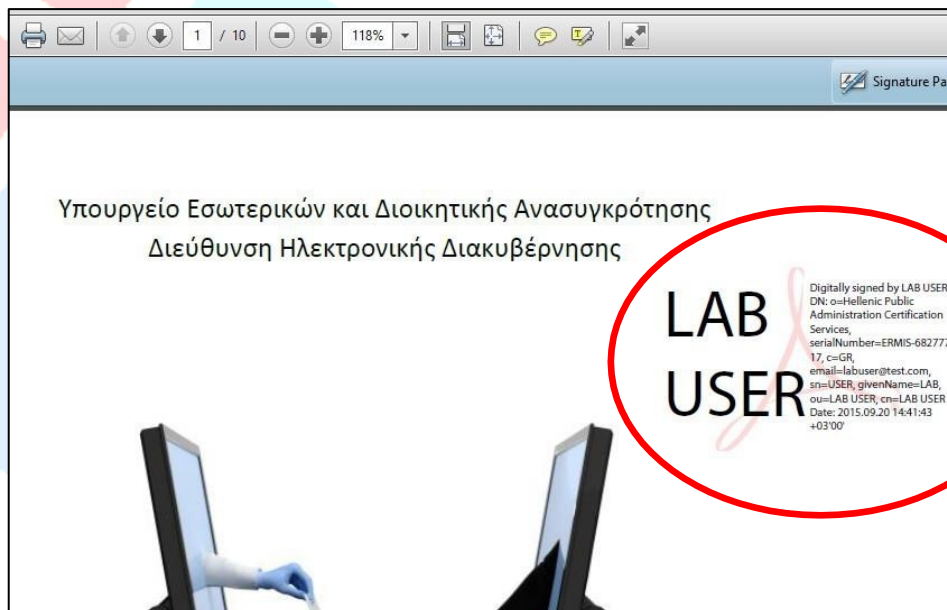 1 / 10
118%
Signature Pa
Υπουργείο Εσωτερικών και Διοικητικής Ανασυγκρότησης
Διεύθυνση Ηλεκτρονικής Διακυβέρνησης
LAB
USER
Digitally signed by LAB USER
DN: o=Hellenic Public
Administration Certification
Services,
serialNumber=ERMIS-682777
17, c=GR,
email=labuser@test.com,
sn=USER, givenName=LAB,
ou=LAB USER, cn=LAB USER
Date: 2015.09.20 14:41:43
+03'00'